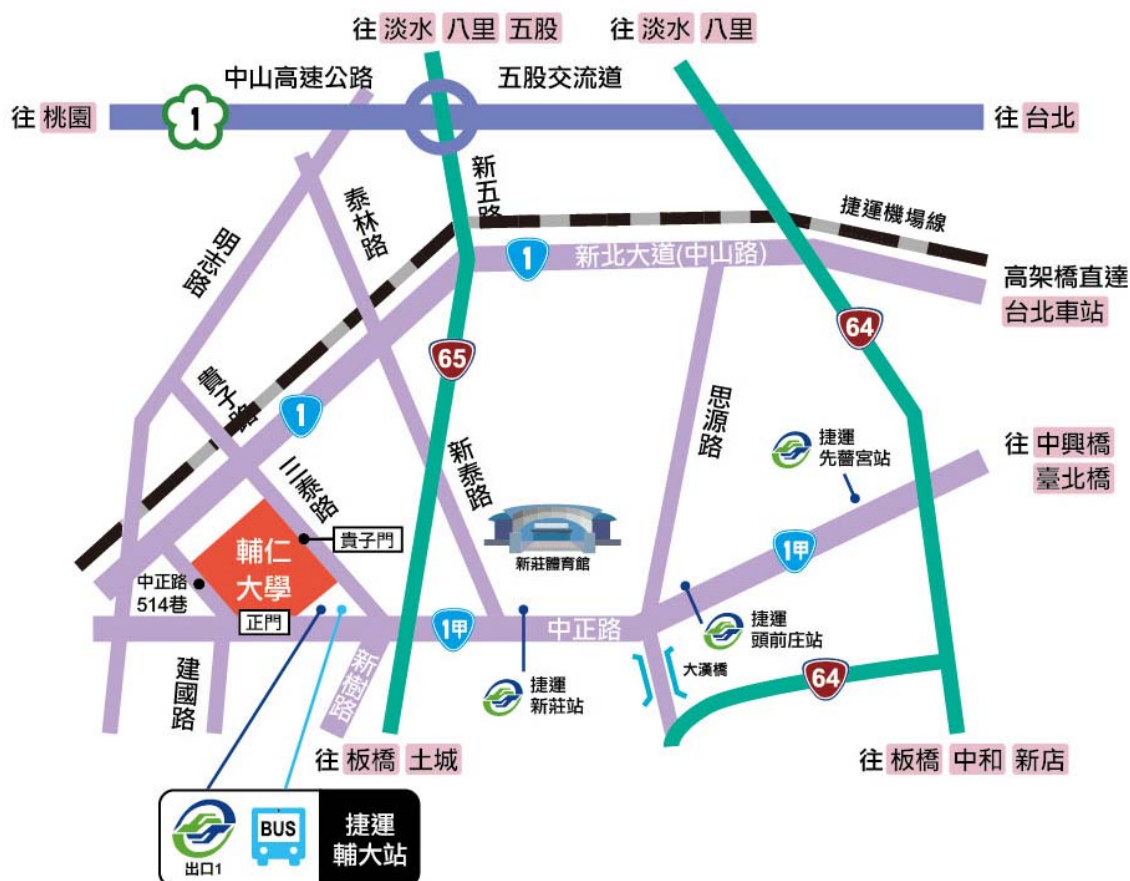 往 淡水 八里 五股
往 淡水 八里
中山高速公路
五股交流道
往 桃園
1
往 台北
新五路
泰林路
捷運機場線
明志路
1
新北大道(中山路)
高架橋直達
台北車站
65
64
貴子路
1
思源路
新泰路
捷運
先薔宮站
往 中興橋
臺北橋
三泰路
貴子門
新莊體育館
輔仁
大學
1甲
中正路
514巷
正門
1甲
中正路
捷運
頭前庄站
建國路
新樹路
捷運
新莊站
大漢橋
64
往 板橋 土城
往 板橋 中和 新店
BUS
出口1
捷運
輔大站